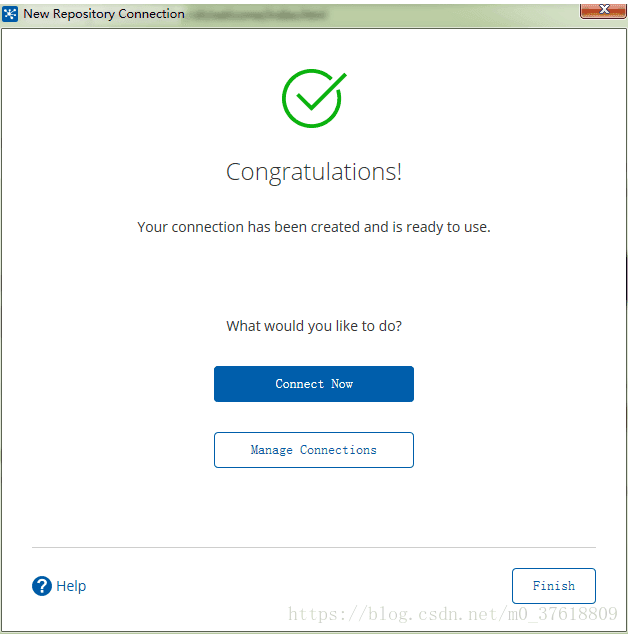 New Repository Connection
Congratulations!
Your connection has been created and is ready to use.
What would you like to do?
Connect Now
Manage Connections
Help
Finish
https://blog.csdn.net/m0_37618809